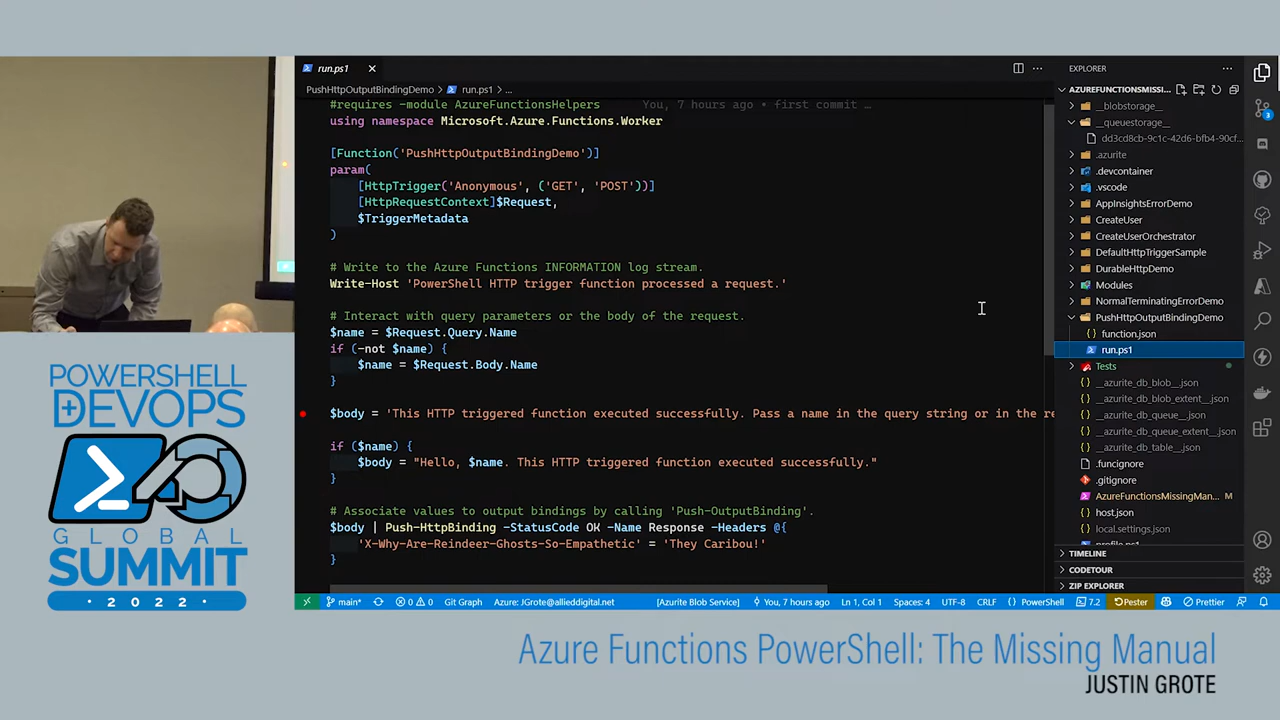 run.ps1
PushHttpOutputBindingDemo > run.ps1 > ...
#requires -module AzureFunctionsHelpers You, 7 hours ago • first commit …
using namespace Microsoft.Azure.Functions.Worker
[Function('PushHttpOutputBindingDemo')]
param(
[HttpTrigger('Anonymous', ('GET', 'POST'))]
[HttpRequestContext]$Request,
$TriggerMetadata
)
# Write to the Azure Functions INFORMATION log stream.
Write-Host 'PowerShell HTTP trigger function processed a request.'
# Interact with query parameters or the body of the request.
$name = $Request.Query.Name
if (-not $name) {
$name = $Request.Body.Name
}
$body = 'This HTTP triggered function executed successfully. Pass a name in the query string or in the re
if ($name) {
$body = "Hello, $name. This HTTP triggered function executed successfully."
}
# Associate values to output bindings by calling 'Push-OutputBinding'.
$body | Push-HttpBinding -StatusCode OK -Name Response -Headers @{
'X-Why-Are-Reindeer-Ghosts-So-Empathetic' = 'They Caribou!'
}
EXPLORER
AZUREFUNCTIONSMISSI...
__blobstorage__
__queuestorage__
dd3cd8cb-9c1c-42d6-bfb4-90cf...
.azurite
.devcontainer
.vscode
AppInsightsErrorDemo
CreateUser
CreateUserOrchestrator
DefaultHttpTriggerSample
DurableHttpDemo
Modules
NormalTerminatingErrorDemo
PushHttpOutputBindingDemo
function.json
run.ps1
Tests
__azurite_db_blob__.json
__azurite_db_blob_extent__.json
__azurite_db_queue__.json
__azurite_db_queue_extent__.json
__azurite_db_table__.json
.funcignore
.gitignore
AzureFunctionsMissingMan... M
host.json
local.settings.json
profile.ps1
TIMELINE
CODETOUR
ZIP EXPLORER
3
main* 0 0 Git Graph Azure: JGrote@allieddigital.net [Azurite Blob Service] You, 7 hours ago Ln 1, Col 1 Spaces: 4 UTF-8 CRLF PowerShell 7.2 Pester Prettier
POWERSHELL
+DEVOPS
GLOBAL
SUMMIT
· 2 0 2 2 ·
Azure Functions PowerShell: The Missing Manual
JUSTIN GROTE